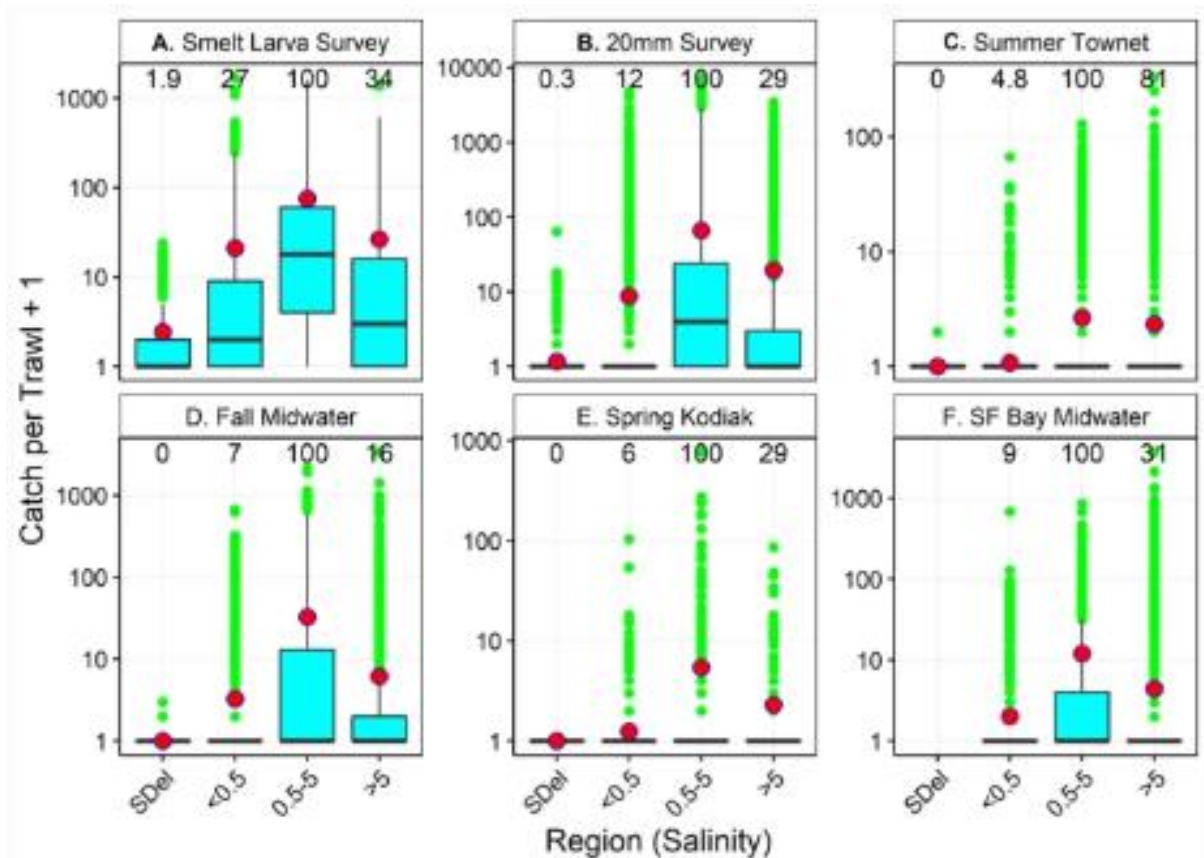 A. Smelt Larva Survey
B. 20mm Survey
C. Summer Townet
1.9 27 100 34
0.3 12 100 29
0 4.8 100 81
1000
100
10
1
10000
1000
100
10
1
100
10
1
D. Fall Midwater
E. Spring Kodiak
F. SF Bay Midwater
0 7 100 16
0 6 100 29
9 100 31
1000
100
10
1
1000
100
10
1
1000
100
10
1
SDel <0.5 0.5-5 >5
SDel <0.5 0.5-5 >5
SDel <0.5 0.5-5 >5
Catch per Trawl + 1
Region (Salinity)